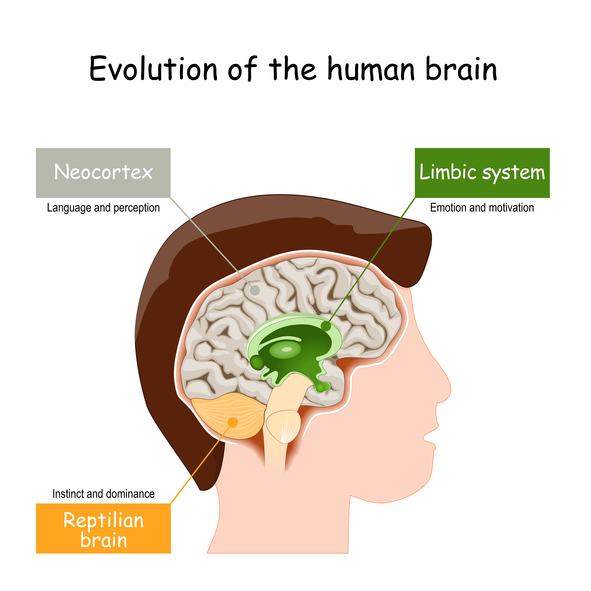 Evolution of the human brain
Neocortex
Language and perception
Limbic system
Emotion and motivation
Instinct and dominance
Reptilian
brain